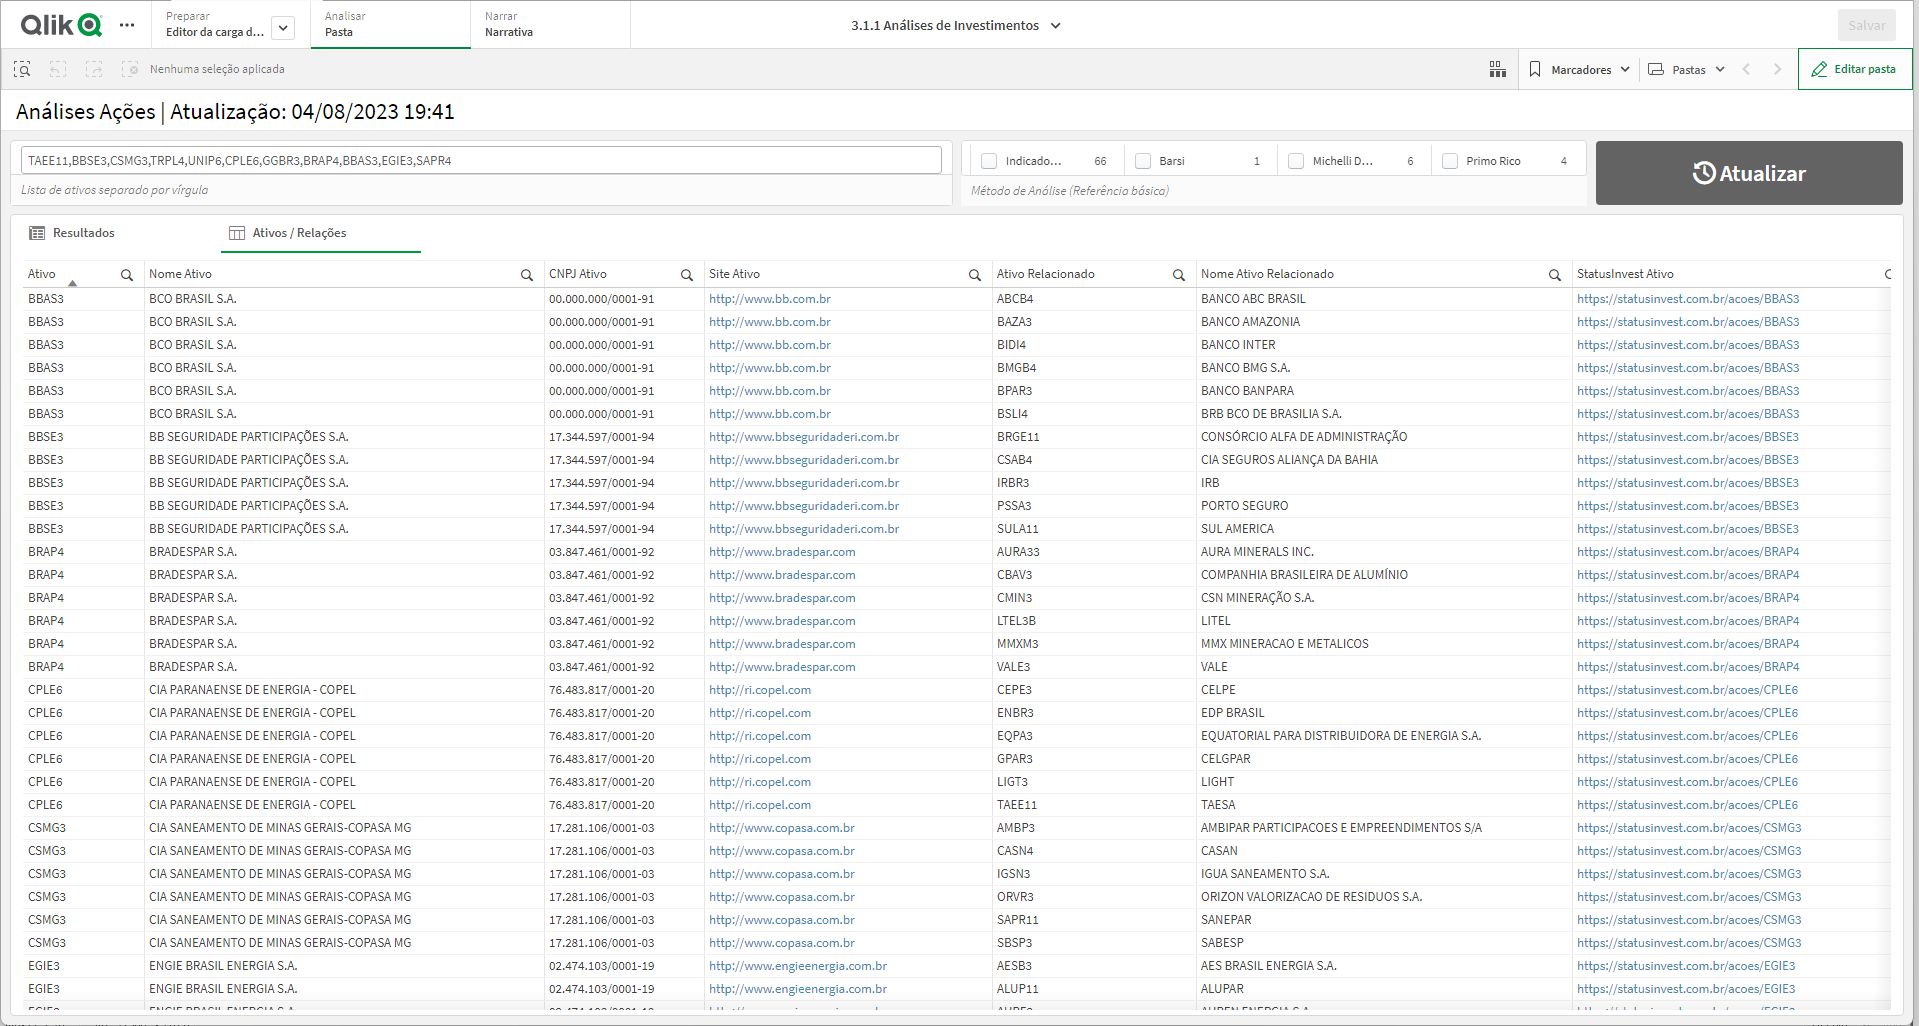 Qlik
Preparar
Editor da carga d...
Analisar
Pasta
Narrar
Narrativa
3.1.1 Análises de Investimentos
Salvar
Nenhuma seleção aplicada
Marcadores
Pastas
Editar pasta
Análises Ações | Atualização: 04/08/2023 19:41
TAEE11,BBSE3,CSMG3,TRPL4,UNIP6,CPLE6,GGBR3,BRAP4,BBAS3,EGIE3,SAPR4
Lista de ativos separado por vírgula
Indicado... 66 Barsi 1 Michelli D... 6 Primo Rico 4
Método de Análise (Referência básica)
Atualizar
Resultados Ativos / Relações
Ativo Nome Ativo CNPJ Ativo Site Ativo Ativo Relacionado Nome Ativo Relacionado StatusInvest Ativo
BBAS3 BCO BRASIL S.A. 00.000.000/0001-91 http://www.bb.com.br ABCB4 BANCO ABC BRASIL https://statusinvest.com.br/acoes/BBAS3
BBAS3 BCO BRASIL S.A. 00.000.000/0001-91 http://www.bb.com.br BAZA3 BANCO AMAZONIA https://statusinvest.com.br/acoes/BBAS3
BBAS3 BCO BRASIL S.A. 00.000.000/0001-91 http://www.bb.com.br BIDI4 BANCO INTER https://statusinvest.com.br/acoes/BBAS3
BBAS3 BCO BRASIL S.A. 00.000.000/0001-91 http://www.bb.com.br BMGB4 BANCO BMG S.A. https://statusinvest.com.br/acoes/BBAS3
BBAS3 BCO BRASIL S.A. 00.000.000/0001-91 http://www.bb.com.br BPAR3 BANCO BANPARA https://statusinvest.com.br/acoes/BBAS3
BBAS3 BCO BRASIL S.A. 00.000.000/0001-91 http://www.bb.com.br BSLI4 BRB BCO DE BRASILIA S.A. https://statusinvest.com.br/acoes/BBAS3
BBSE3 BB SEGURIDADE PARTICIPAÇÕES S.A. 17.344.597/0001-94 http://www.bbseguridaderi.com.br BRGE11 CONSÓRCIO ALFA DE ADMINISTRAÇÃO https://statusinvest.com.br/acoes/BBSE3
BBSE3 BB SEGURIDADE PARTICIPAÇÕES S.A. 17.344.597/0001-94 http://www.bbseguridaderi.com.br CSAB4 CIA SEGUROS ALIANÇA DA BAHIA https://statusinvest.com.br/acoes/BBSE3
BBSE3 BB SEGURIDADE PARTICIPAÇÕES S.A. 17.344.597/0001-94 http://www.bbseguridaderi.com.br IRBR3 IRB https://statusinvest.com.br/acoes/BBSE3
BBSE3 BB SEGURIDADE PARTICIPAÇÕES S.A. 17.344.597/0001-94 http://www.bbseguridaderi.com.br PSSA3 PORTO SEGURO https://statusinvest.com.br/acoes/BBSE3
BBSE3 BB SEGURIDADE PARTICIPAÇÕES S.A. 17.344.597/0001-94 http://www.bbseguridaderi.com.br SULA11 SUL AMERICA https://statusinvest.com.br/acoes/BBSE3
BRAP4 BRADESPAR S.A. 03.847.461/0001-92 http://www.bradespar.com AURA33 AURA MINERALS INC. https://statusinvest.com.br/acoes/BRAP4
BRAP4 BRADESPAR S.A. 03.847.461/0001-92 http://www.bradespar.com CBAV3 COMPANHIA BRASILEIRA DE ALUMÍNIO https://statusinvest.com.br/acoes/BRAP4
BRAP4 BRADESPAR S.A. 03.847.461/0001-92 http://www.bradespar.com CMIN3 CSN MINERAÇÃO S.A. https://statusinvest.com.br/acoes/BRAP4
BRAP4 BRADESPAR S.A. 03.847.461/0001-92 http://www.bradespar.com LTEL3B LITEL https://statusinvest.com.br/acoes/BRAP4
BRAP4 BRADESPAR S.A. 03.847.461/0001-92 http://www.bradespar.com MMXM3 MMX MINERACAO E METALICOS https://statusinvest.com.br/acoes/BRAP4
BRAP4 BRADESPAR S.A. 03.847.461/0001-92 http://www.bradespar.com VALE3 VALE https://statusinvest.com.br/acoes/BRAP4
CPLE6 CIA PARANAENSE DE ENERGIA - COPEL 76.483.817/0001-20 http://ri.copel.com CEPE3 CELPE https://statusinvest.com.br/acoes/CPLE6
CPLE6 CIA PARANAENSE DE ENERGIA - COPEL 76.483.817/0001-20 http://ri.copel.com ENBR3 EDP BRASIL https://statusinvest.com.br/acoes/CPLE6
CPLE6 CIA PARANAENSE DE ENERGIA - COPEL 76.483.817/0001-20 http://ri.copel.com EQPA3 EQUATORIAL PARA DISTRIBUIDORA DE ENERGIA S.A. https://statusinvest.com.br/acoes/CPLE6
CPLE6 CIA PARANAENSE DE ENERGIA - COPEL 76.483.817/0001-20 http://ri.copel.com GPAR3 CELGPAR https://statusinvest.com.br/acoes/CPLE6
CPLE6 CIA PARANAENSE DE ENERGIA - COPEL 76.483.817/0001-20 http://ri.copel.com LIGT3 LIGHT https://statusinvest.com.br/acoes/CPLE6
CPLE6 CIA PARANAENSE DE ENERGIA - COPEL 76.483.817/0001-20 http://ri.copel.com TAEE11 TAESA https://statusinvest.com.br/acoes/CPLE6
CSMG3 CIA SANEAMENTO DE MINAS GERAIS-COPASA MG 17.281.106/0001-03 http://www.copasa.com.br AMBP3 AMBIPAR PARTICIPACOES E EMPREENDIMENTOS S/A https://statusinvest.com.br/acoes/CSMG3
CSMG3 CIA SANEAMENTO DE MINAS GERAIS-COPASA MG 17.281.106/0001-03 http://www.copasa.com.br CASN4 CASAN https://statusinvest.com.br/acoes/CSMG3
CSMG3 CIA SANEAMENTO DE MINAS GERAIS-COPASA MG 17.281.106/0001-03 http://www.copasa.com.br IGSN3 IGUA SANEAMENTO S.A. https://statusinvest.com.br/acoes/CSMG3
CSMG3 CIA SANEAMENTO DE MINAS GERAIS-COPASA MG 17.281.106/0001-03 http://www.copasa.com.br ORVR3 ORIZON VALORIZACAO DE RESIDUOS S.A. https://statusinvest.com.br/acoes/CSMG3
CSMG3 CIA SANEAMENTO DE MINAS GERAIS-COPASA MG 17.281.106/0001-03 http://www.copasa.com.br SAPR11 SANEPAR https://statusinvest.com.br/acoes/CSMG3
CSMG3 CIA SANEAMENTO DE MINAS GERAIS-COPASA MG 17.281.106/0001-03 http://www.copasa.com.br SBSP3 SABESP https://statusinvest.com.br/acoes/CSMG3
EGIE3 ENGIE BRASIL ENERGIA S.A. 02.474.103/0001-19 http://www.engieenergia.com.br AESB3 AES BRASIL ENERGIA S.A. https://statusinvest.com.br/acoes/EGIE3
EGIE3 ENGIE BRASIL ENERGIA S.A. 02.474.103/0001-19 http://www.engieenergia.com.br ALUP11 ALUPAR https://statusinvest.com.br/acoes/EGIE3